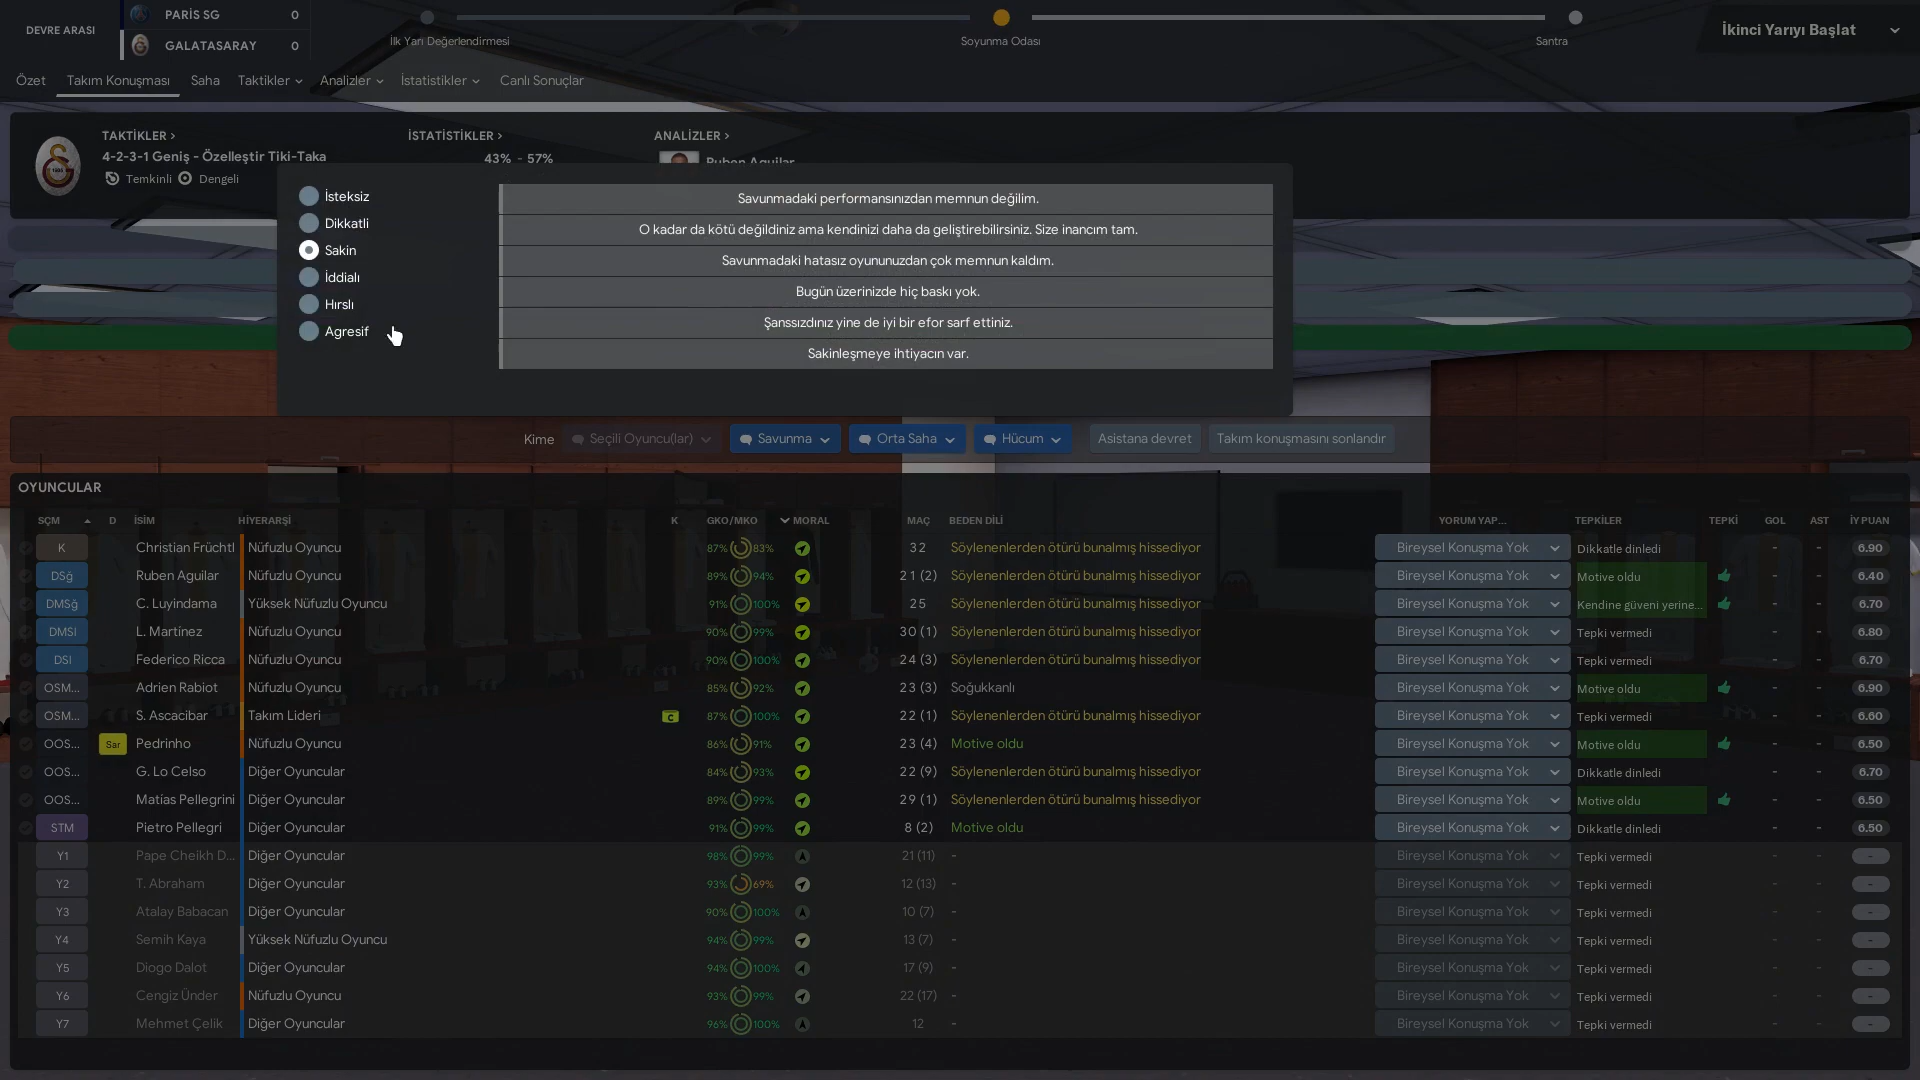 DEVRE ARASI
PARİS SG 0
GALATASARAY 0
İlk Yarı Değerlendirmesi
Soyunma Odası
Santra
İkinci Yarıyı Başlat
Özet Takım Konuşması Saha Taktikler Analizler İstatistikler Canlı Sonuçlar
TAKTİKLER > İSTATİSTİKLER > ANALİZLER >
4-2-3-1 Geniş - Özelleştir Tiki-Taka 43% - 57% Ruben Aguilar
Temkinli Dengeli
İsteksiz
Dikkatli
Sakin
İddialı
Hırslı
Agresif
Savunmadaki performansınızdan memnun değilim.
O kadar da kötü değildiniz ama kendinizi daha da geliştirebilirsiniz. Size inancım tam.
Savunmadaki hatasız oyununuzdan çok memnun kaldım.
Bugün üzerinizde hiç baskı yok.
Şanssızdınız yine de iyi bir efor sarf ettiniz.
Sakinleşmeye ihtiyacın var.
Kime Seçili Oyuncu(lar) Savunma Orta Saha Hücum Asistana devret Takım konuşmasını sonlandır
OYUNCULAR
SÇM D İSİM HİYERARŞİ K GKO/MKO MORAL MAÇ BEDEN DİLİ YORUM YAP... TEPKİLER TEPKİ GOL AST İY PUAN
K Christian Früchtl Nüfuzlu Oyuncu 87% 83% 32 Söylenenlerden ötürü bunalmış hissediyor Bireysel Konuşma Yok Dikkatle dinledi - - 6.90
DSğ Ruben Aguilar Nüfuzlu Oyuncu 89% 94% 21 (2) Söylenenlerden ötürü bunalmış hissediyor Bireysel Konuşma Yok Motive oldu - - 6.40
DMSğ C. Luyindama Yüksek Nüfuzlu Oyuncu 91% 100% 25 Söylenenlerden ötürü bunalmış hissediyor Bireysel Konuşma Yok Kendine güveni yerine... - - 6.70
DMSl L. Martínez Nüfuzlu Oyuncu 90% 99% 30 (1) Söylenenlerden ötürü bunalmış hissediyor Bireysel Konuşma Yok Tepki vermedi - - 6.80
DSl Federico Ricca Nüfuzlu Oyuncu 90% 100% 24 (3) Söylenenlerden ötürü bunalmış hissediyor Bireysel Konuşma Yok Tepki vermedi - - 6.70
OSM... Adrien Rabiot Nüfuzlu Oyuncu 85% 92% 23 (3) Soğukkanlı Bireysel Konuşma Yok Motive oldu - - 6.90
OSM... S. Ascacibar Takım Lideri C 87% 100% 22 (1) Söylenenlerden ötürü bunalmış hissediyor Bireysel Konuşma Yok Tepki vermedi - - 6.60
OOS... Sar Pedrinho Nüfuzlu Oyuncu 86% 91% 23 (4) Motive oldu Bireysel Konuşma Yok Motive oldu - - 6.50
OOS... G. Lo Celso Diğer Oyuncular 84% 93% 22 (9) Söylenenlerden ötürü bunalmış hissediyor Bireysel Konuşma Yok Dikkatle dinledi - - 6.70
OOS... Matías Pellegrini Diğer Oyuncular 89% 99% 29 (1) Söylenenlerden ötürü bunalmış hissediyor Bireysel Konuşma Yok Motive oldu - - 6.50
STM Pietro Pellegri Diğer Oyuncular 91% 99% 8 (2) Motive oldu Bireysel Konuşma Yok Dikkatle dinledi - - 6.50
Y1 Pape Cheikh D... Diğer Oyuncular 98% 99% 21 (11) - Bireysel Konuşma Yok Tepki vermedi - - -
Y2 T. Abraham Diğer Oyuncular 93% 69% 12 (13) - Bireysel Konuşma Yok Tepki vermedi - - -
Y3 Atalay Babacan Diğer Oyuncular 90% 100% 10 (7) - Bireysel Konuşma Yok Tepki vermedi - - -
Y4 Semih Kaya Yüksek Nüfuzlu Oyuncu 94% 99% 13 (7) - Bireysel Konuşma Yok Tepki vermedi - - -
Y5 Diogo Dalot Diğer Oyuncular 94% 100% 17 (9) - Bireysel Konuşma Yok Tepki vermedi - - -
Y6 Cengiz Ünder Nüfuzlu Oyuncu 93% 99% 22 (17) - Bireysel Konuşma Yok Tepki vermedi - - -
Y7 Mehmet Çelik Diğer Oyuncular 96% 100% 12 - Bireysel Konuşma Yok Tepki vermedi - - -